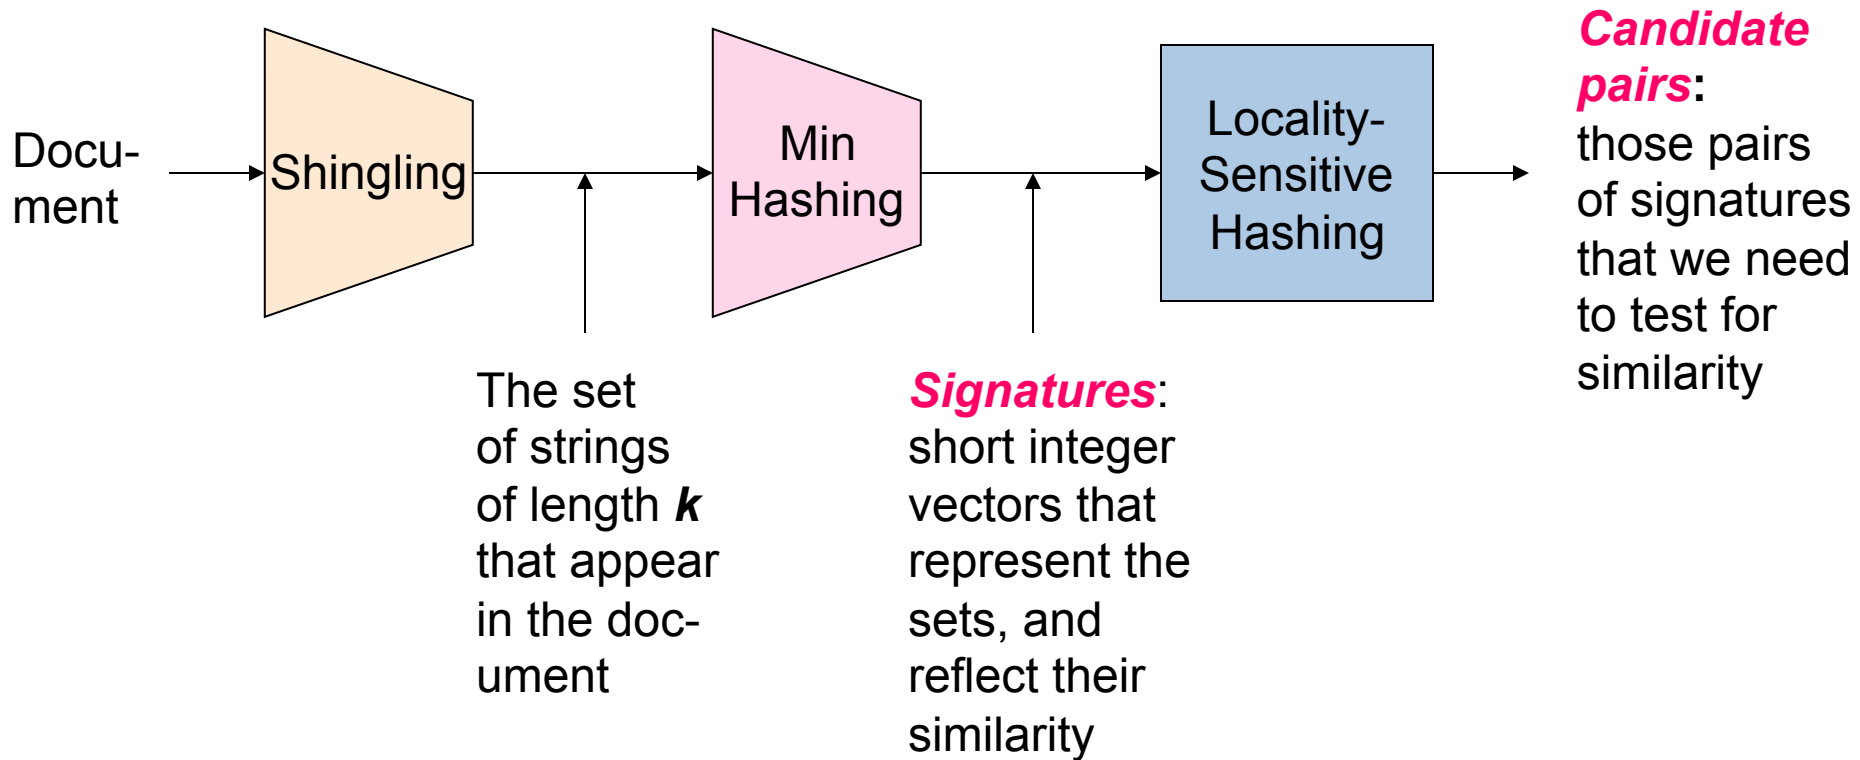 Docu-
ment
Shingling
The set
of strings
of length k
that appear
in the doc-
ument
Min
Hashing
Signatures:
short integer
vectors that
represent the
sets, and
reflect their
similarity
Locality-
Sensitive
Hashing
Candidate
pairs:
those pairs
of signatures
that we need
to test for
similarity